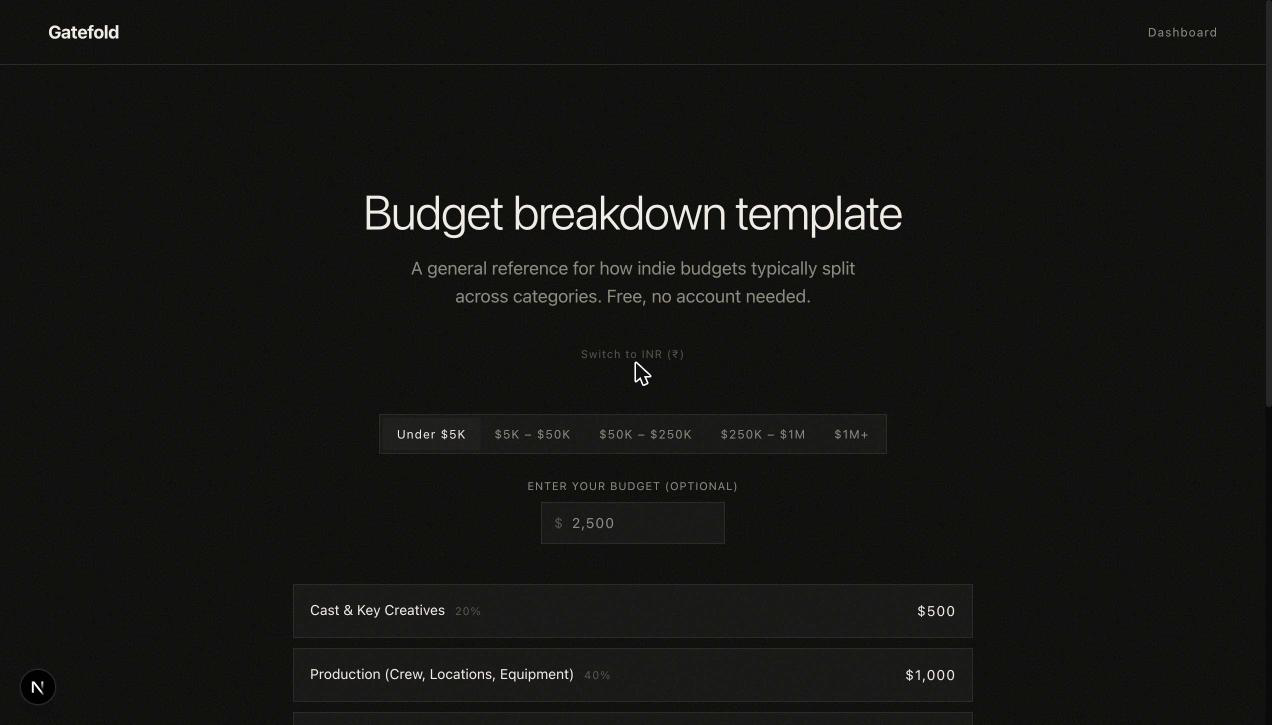 Gatefold
Dashboard
Budget breakdown template
A general reference for how indie budgets typically split
across categories. Free, no account needed.
Switch to INR (₹)
Under $5K
$5K – $50K
$50K – $250K
$250K – $1M
$1M+
ENTER YOUR BUDGET (OPTIONAL)
$ 2,500
Cast & Key Creatives 20% $500
Production (Crew, Locations, Equipment) 40% $1,000
N